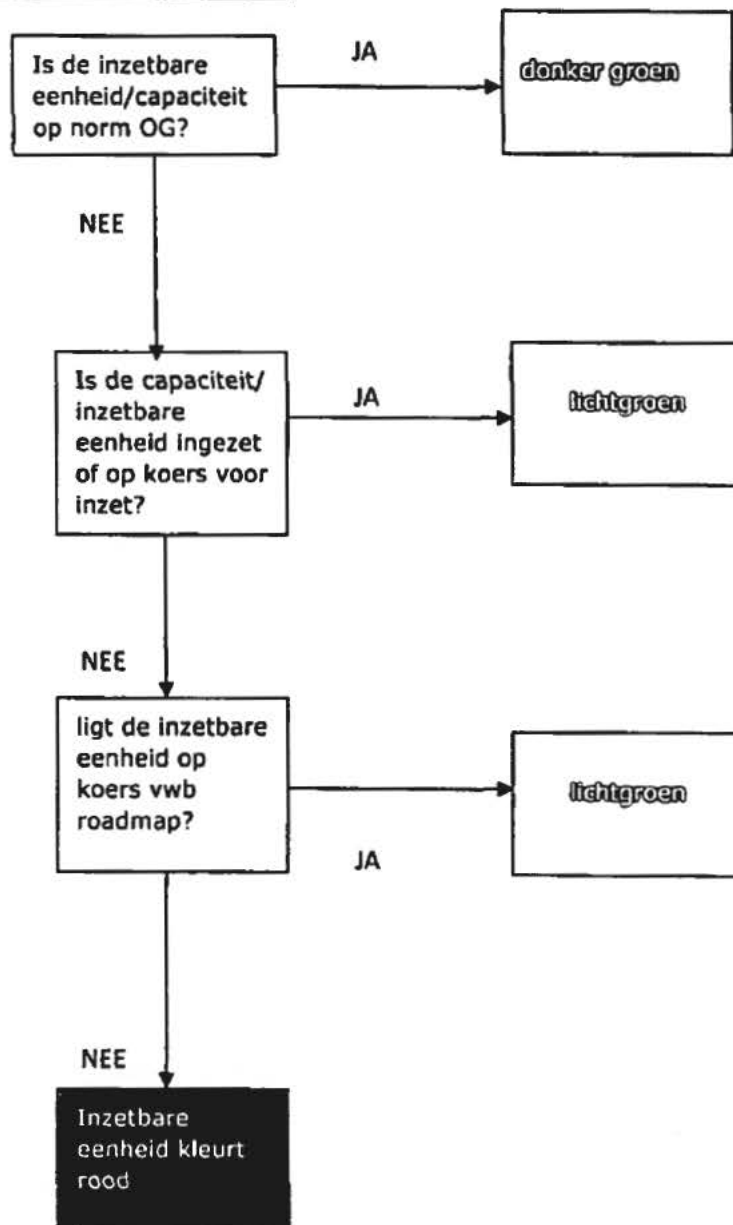 Is de inzetbare
eenheid/capaciteit
op norm OG?
JA
donker groen
NEE
Is de capaciteit/
inzetbare
eenheid ingezet
of op koers voor
inzet?
JA
lichtgroen
NEE
ligt de inzetbare
eenheid op
koers vwb
roadmap?
JA
lichtgroen
NEE
Inzetbare
eenheid kleurt
rood